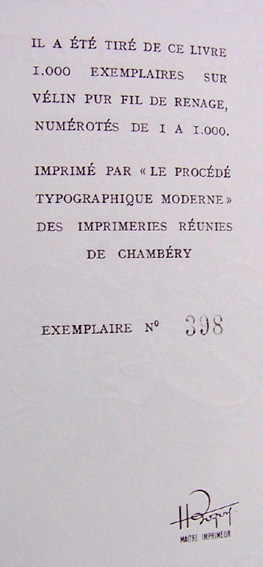 IL A ÉTÉ TIRÉ DE CE LIVRE
1.000 EXEMPLAIRES SUR
VÉLIN PUR FIL DE RENAGE,
NUMÉROTÉS DE 1 A 1.000.
IMPRIMÉ PAR « LE PROCÉDÉ
TYPOGRAPHIQUE MODERNE »
DES IMPRIMERIES RÉUNIES
DE CHAMBÉRY
EXEMPLAIRE Nº 398
MAITRE IMPRIMEUR